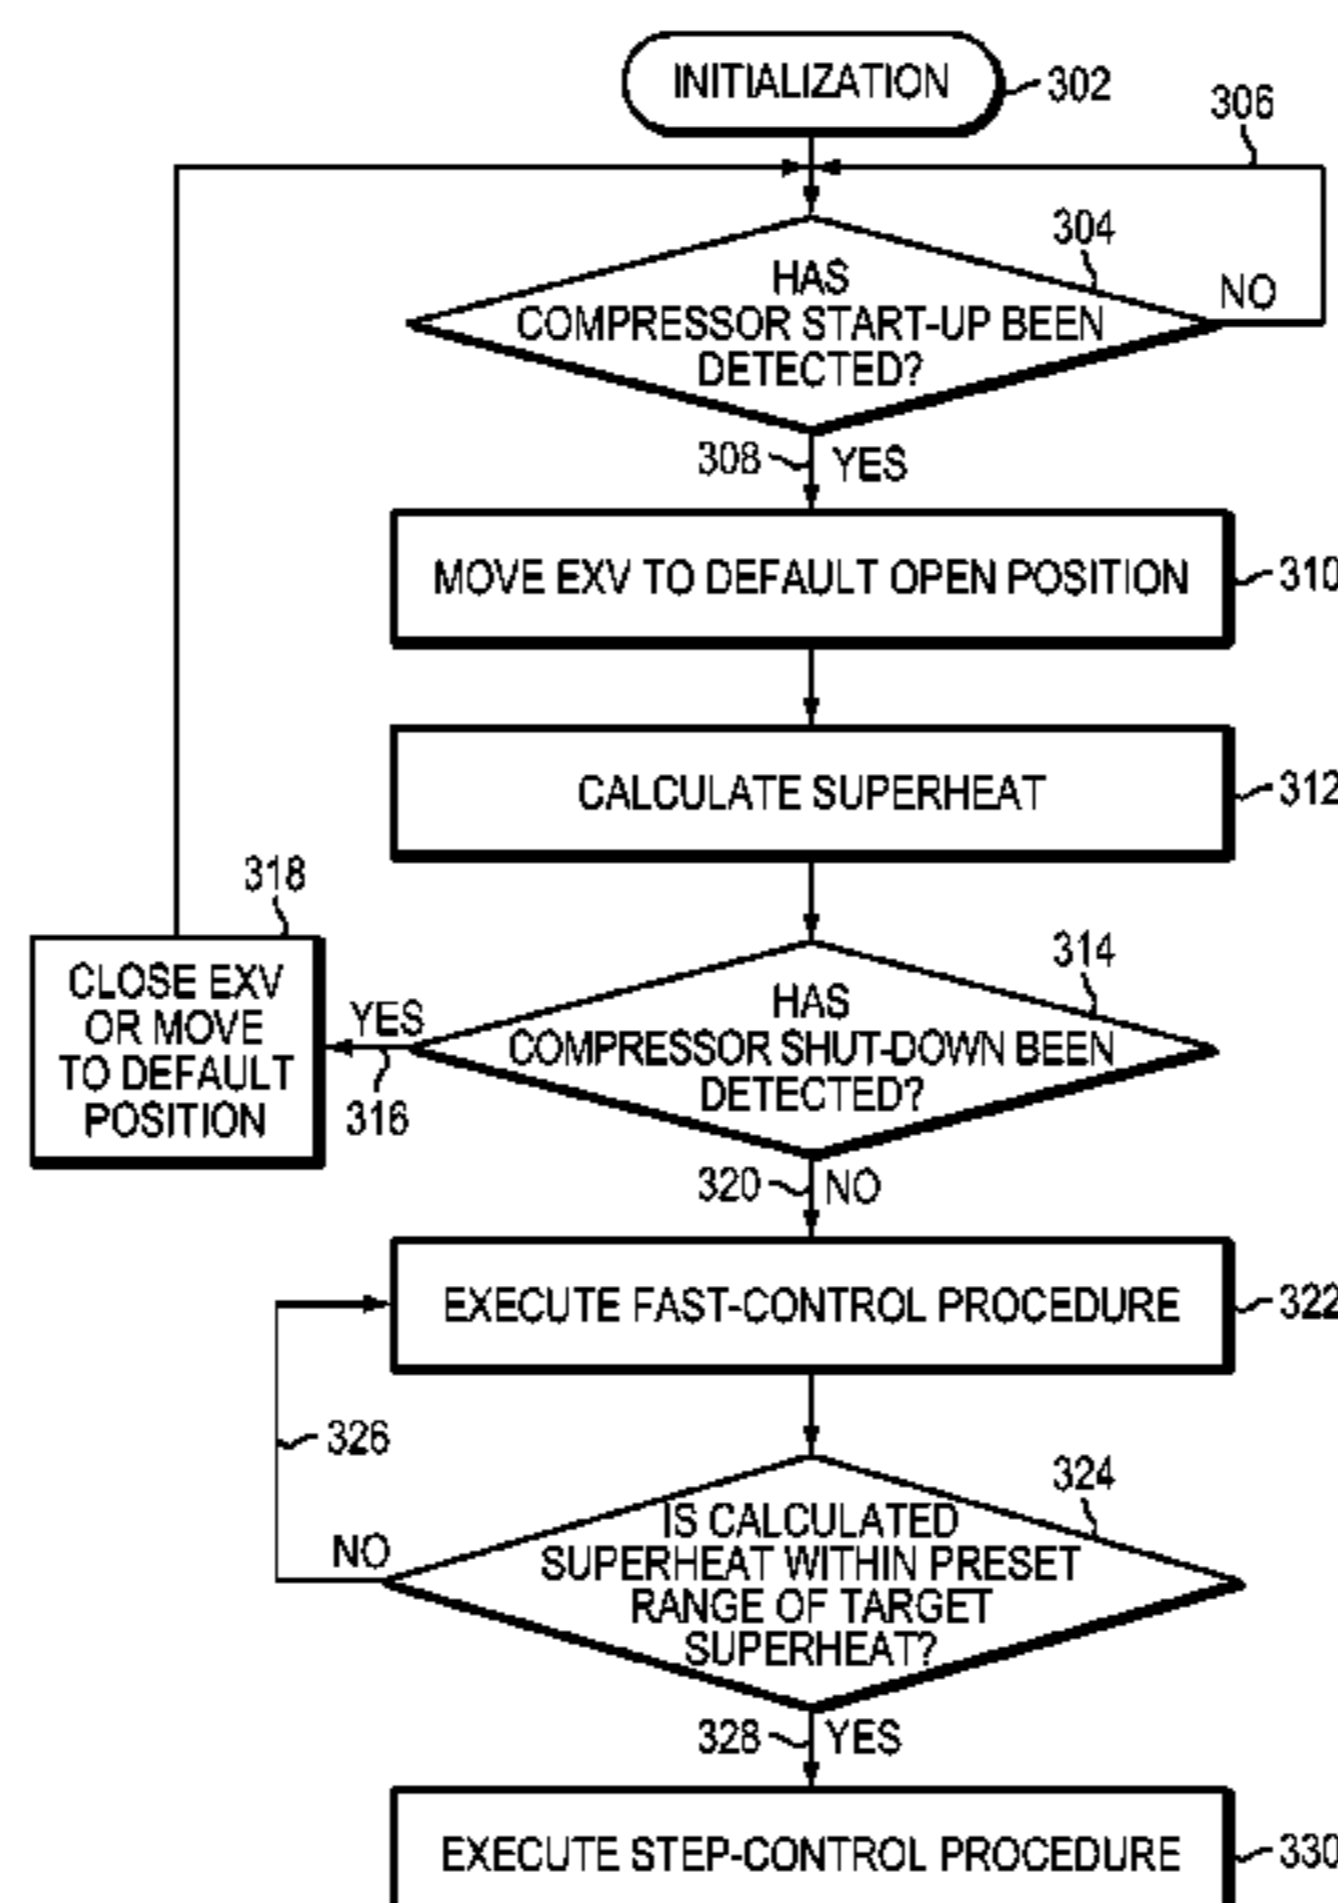 INITIALIZATION
302
306
304
HAS
COMPRESSOR START-UP BEEN
DETECTED?
NO
308
YES
MOVE EXV TO DEFAULT OPEN POSITION
310
CALCULATE SUPERHEAT
312
318
CLOSE EXV
OR MOVE
TO DEFAULT
POSITION
YES
316
314
HAS
COMPRESSOR SHUT-DOWN BEEN
DETECTED?
320
NO
EXECUTE FAST-CONTROL PROCEDURE
322
326
324
IS CALCULATED
SUPERHEAT WITHIN PRESET
RANGE OF TARGET
SUPERHEAT?
NO
328
YES
EXECUTE STEP-CONTROL PROCEDURE
330